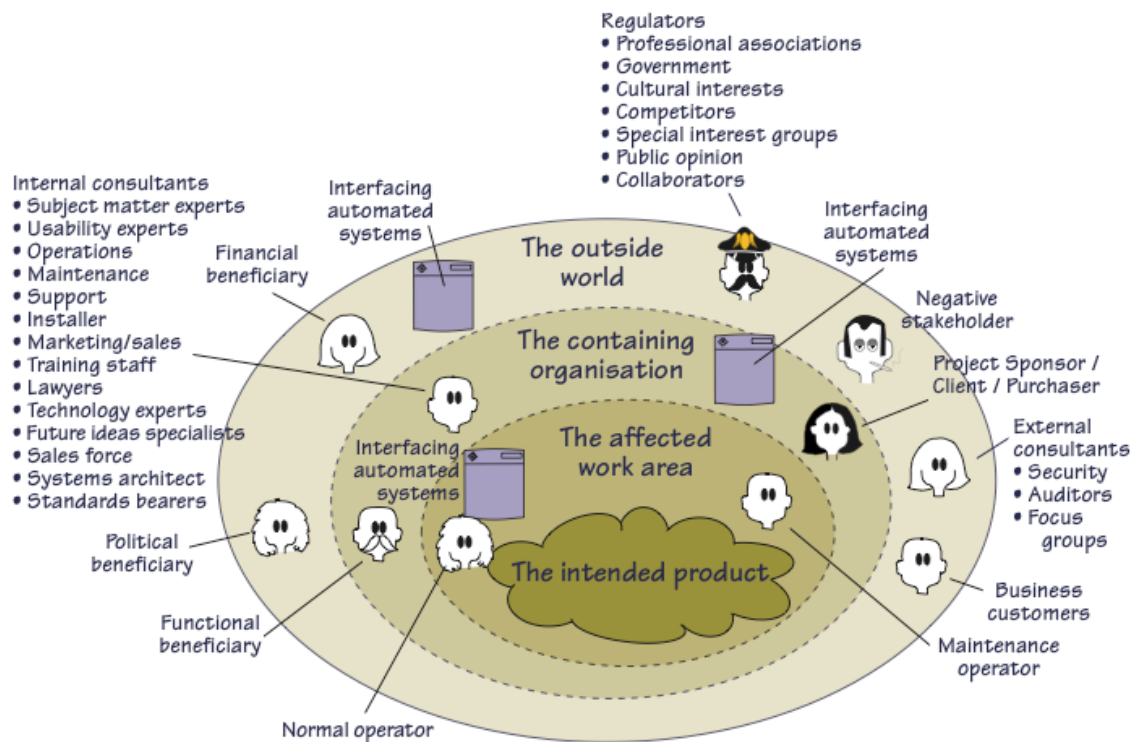 Regulators
• Professional associations
• Government
• Cultural interests
• Competitors
• Special interest groups
• Public opinion
• Collaborators
Internal consultants
• Subject matter experts
• Usability experts
• Operations
• Maintenance
• Support
• Installer
• Marketing/sales
• Training staff
• Lawyers
• Technology experts
• Future ideas specialists
• Sales force
• Systems architect
• Standards bearers
Interfacing
automated
systems
Financial
beneficiary
The outside
world
Interfacing
automated
systems
Negative
stakeholder
The containing
organisation
Project Sponsor /
Client / Purchaser
The affected
work area
Interfacing
automated
systems
External
consultants
• Security
• Auditors
• Focus
groups
Political
beneficiary
The intended product
Business
customers
Functional
beneficiary
Maintenance
operator
Normal operator